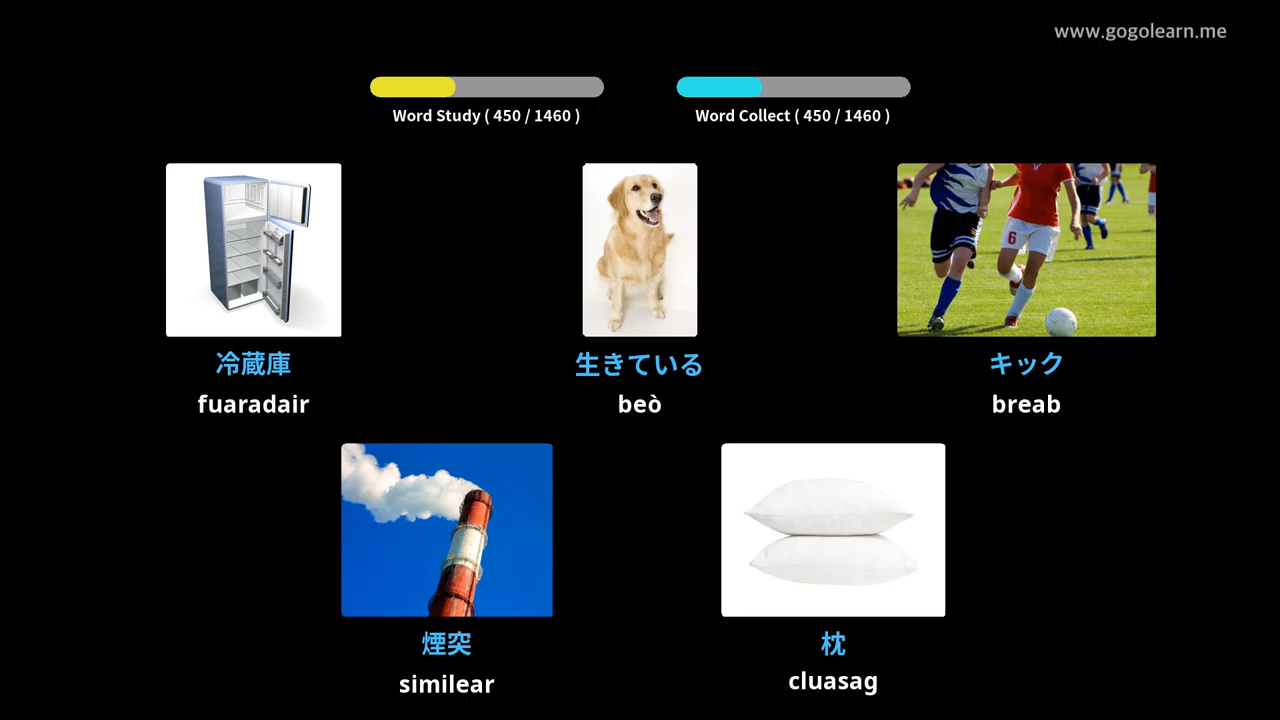 www.gogolearn.me
Word Study ( 450 / 1460 )
Word Collect ( 450 / 1460 )
冷蔵庫
fuaradair
生きている
beò
キック
breab
6
煙突
similear
枕
cluasag